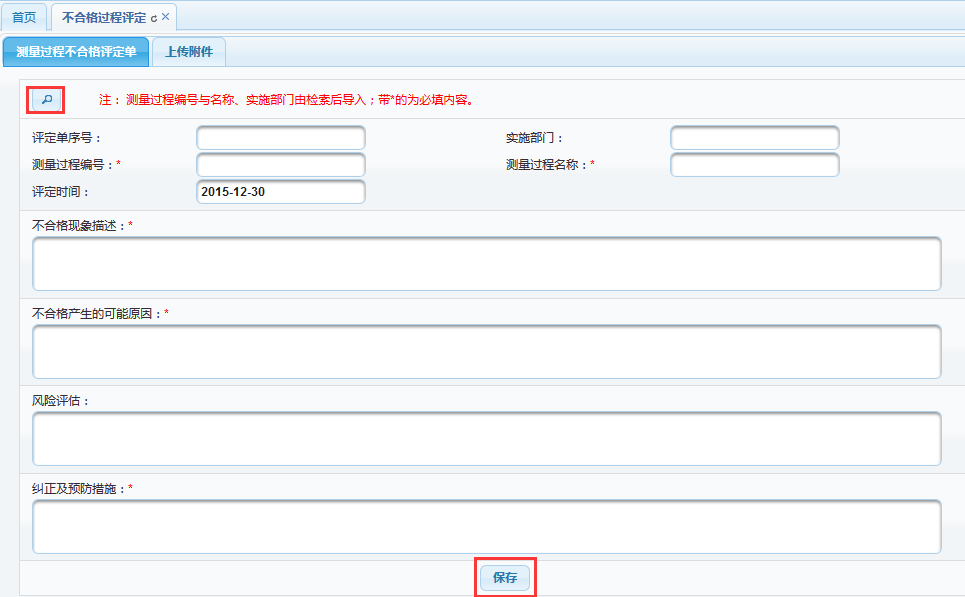 首页 不合格过程评定
测量过程不合格评定单 上传附件
注： 测量过程编号与名称、实施部门由检索后导入；带*的为必填内容。
评定单序号： 实施部门：
测量过程编号：* 测量过程名称：*
评定时间： 2015-12-30
不合格现象描述：*
不合格产生的可能原因：*
风险评估：
纠正及预防措施：*
保存